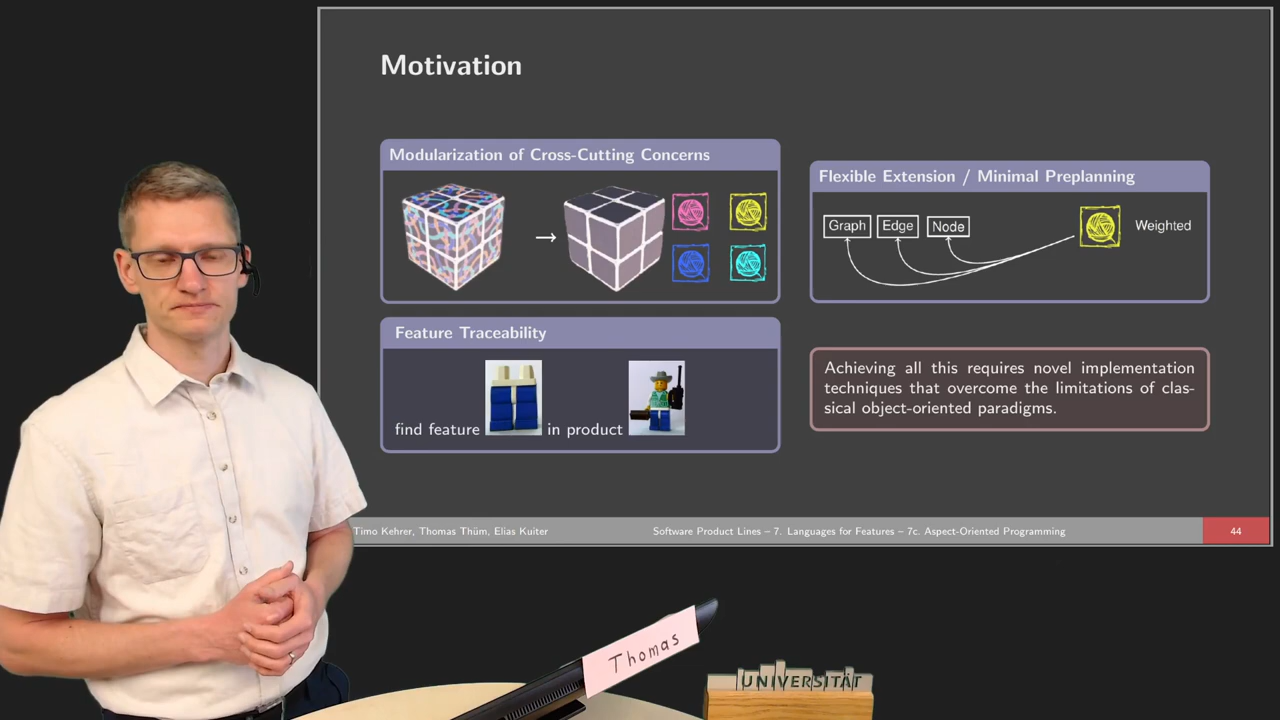 Motivation
Modularization of Cross-Cutting Concerns
→
Flexible Extension / Minimal Preplanning
Graph Edge Node
Weighted
Feature Traceability
find feature in product
Achieving all this requires novel implementation
techniques that overcome the limitations of clas-
sical object-oriented paradigms.
Timo Kehrer, Thomas Thüm, Elias Kuiter
Software Product Lines – 7. Languages for Features – 7c. Aspect-Oriented Programming
44
Thomas
UNIVERSITÄT